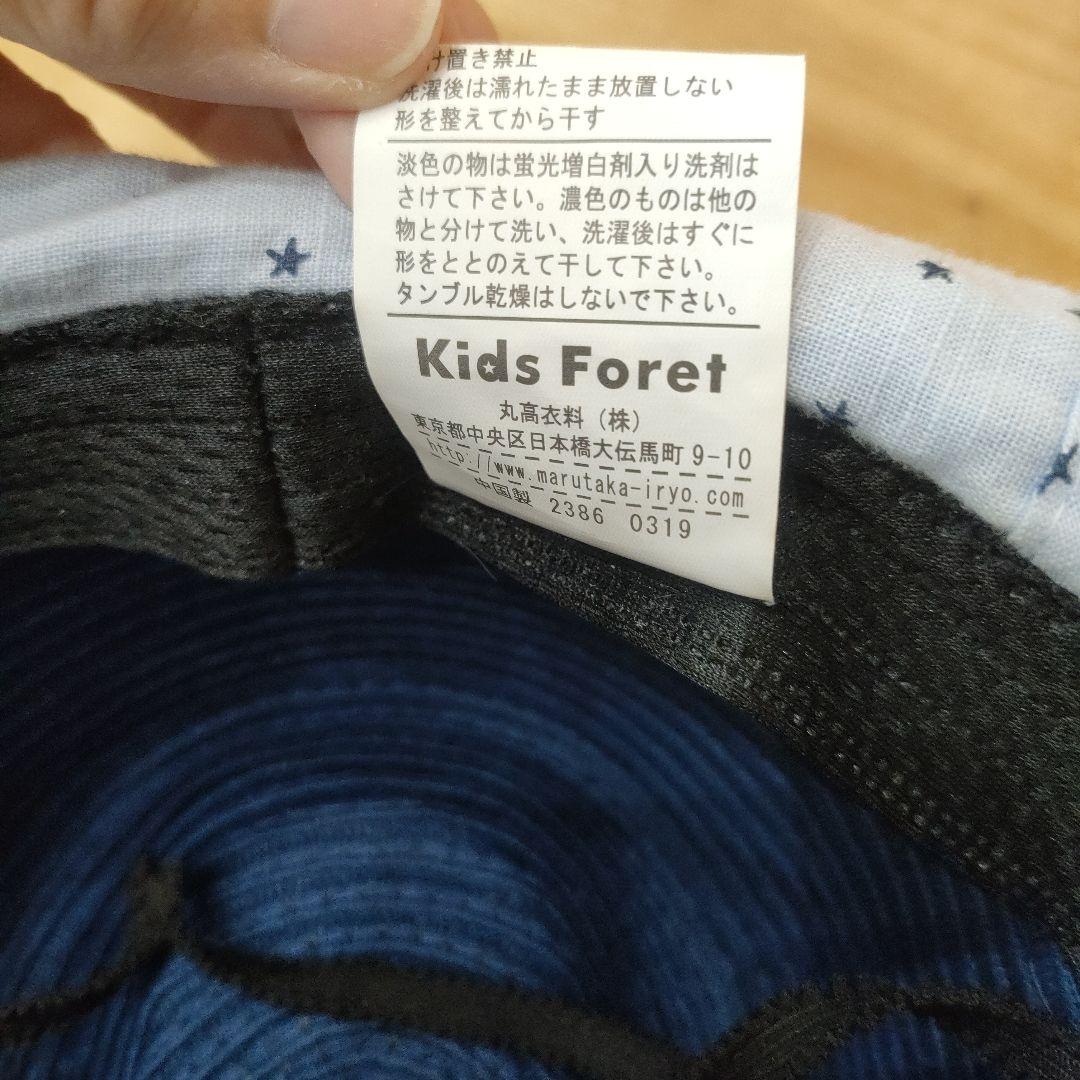 け置き禁止
洗濯後は濡れたまま放置しない
形を整えてから干す
淡色の物は蛍光増白剤入り洗剤は
さけて下さい。濃色のものは他の
物と分けて洗い、洗濯後はすぐに
形をととのえて干して下さい。
タンブル乾燥はしないで下さい。
Kids Foret
丸高衣料(株)
東京都中央区日本橋大伝馬町9-10
http://www.marutaka-iryo.com
中国製 2386 0319